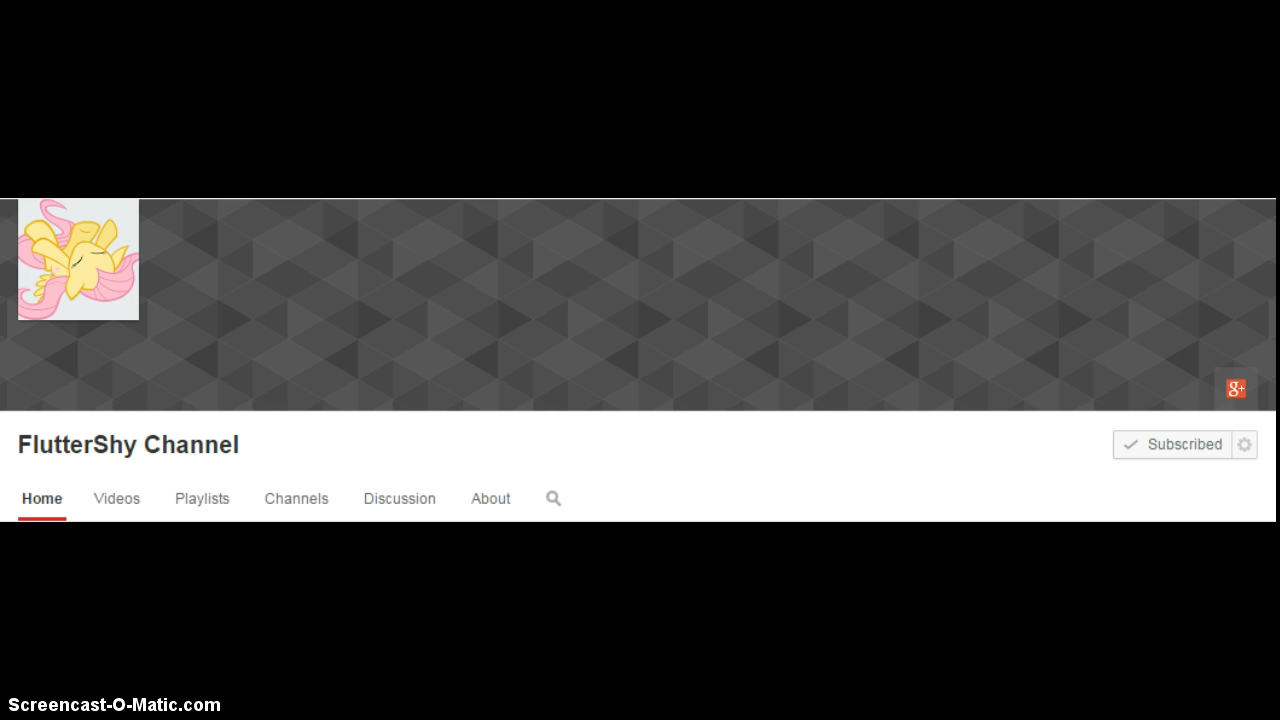 g+
FlutterShy Channel
Subscribed
Home Videos Playlists Channels Discussion About
Screencast-O-Matic.com